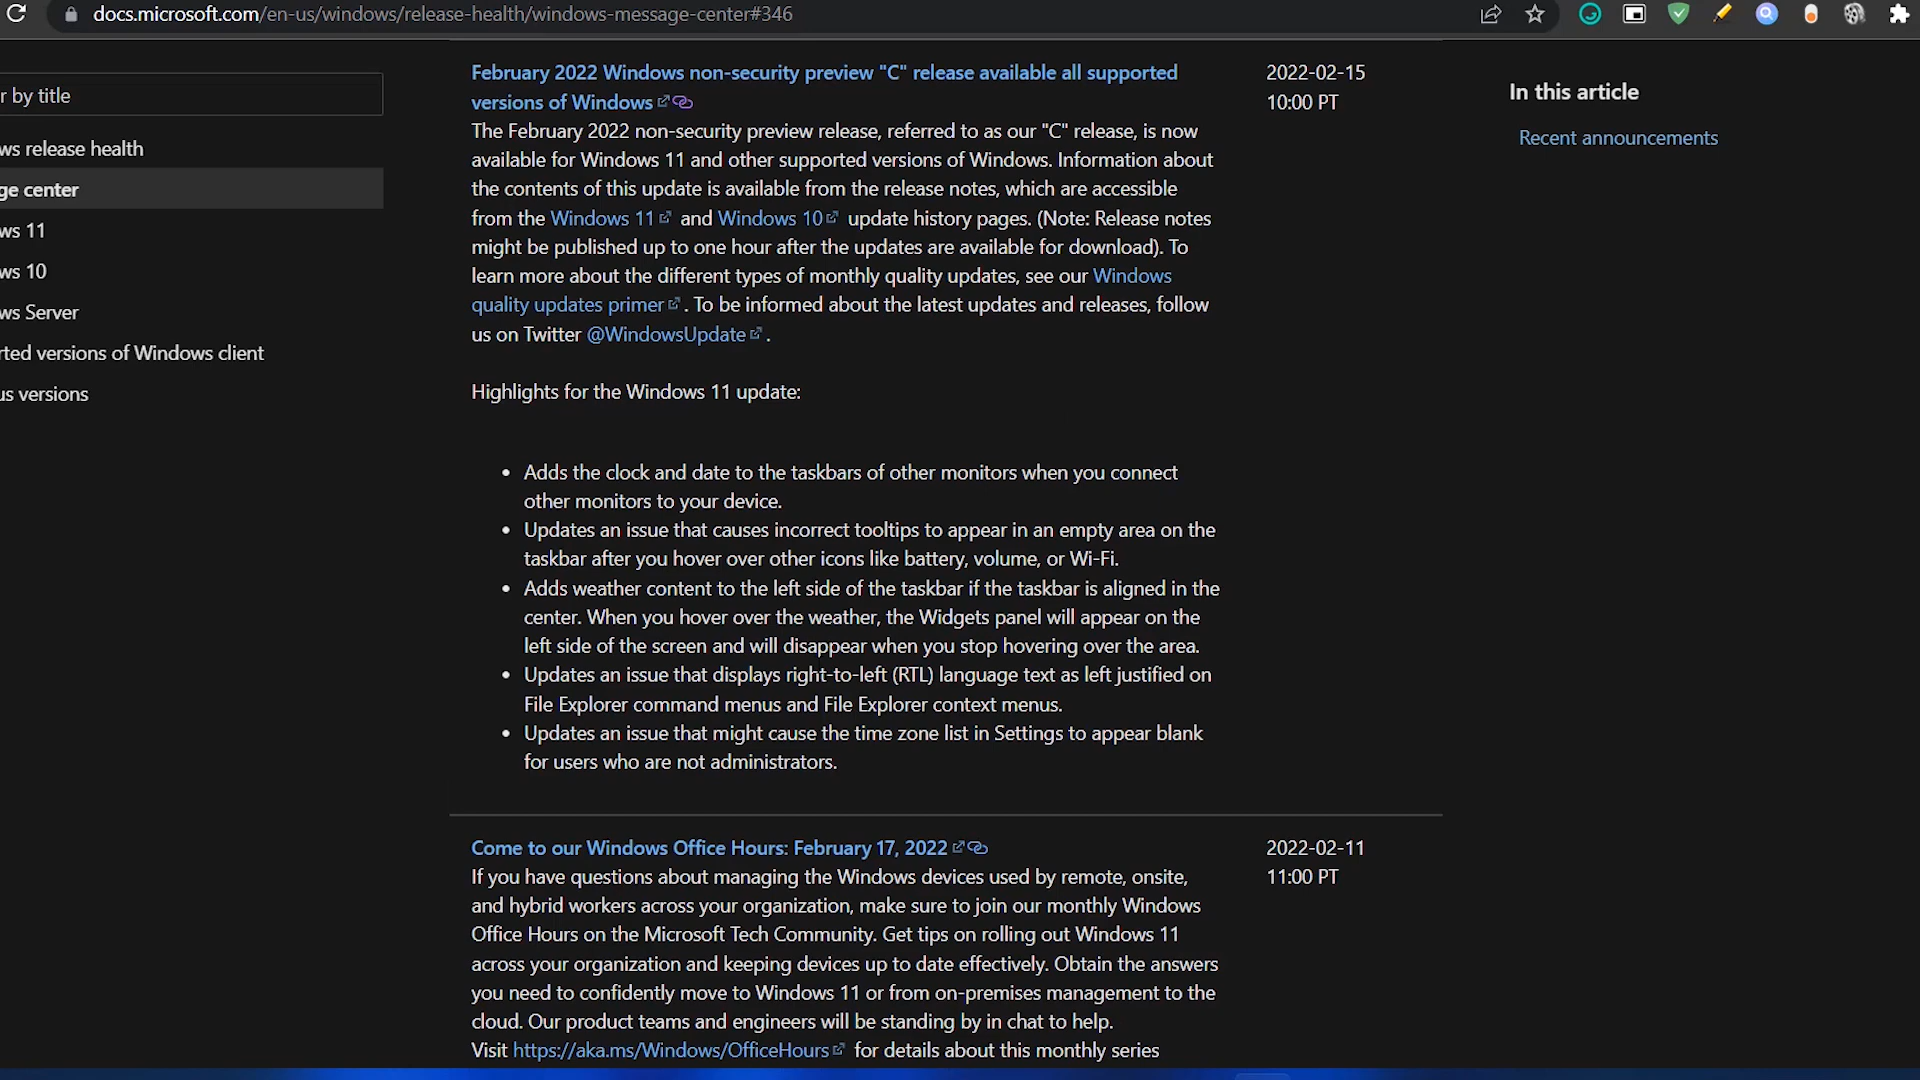 docs.microsoft.com/en-us/windows/release-health/windows-message-center#346
r by title
ws release health
ge center
ws 11
ws 10
ws Server
rted versions of Windows client
us versions
February 2022 Windows non-security preview "C" release available all supported
versions of Windows
2022-02-15
10:00 PT
The February 2022 non-security preview release, referred to as our "C" release, is now
available for Windows 11 and other supported versions of Windows. Information about
the contents of this update is available from the release notes, which are accessible
from the Windows 11 and Windows 10 update history pages. (Note: Release notes
might be published up to one hour after the updates are available for download). To
learn more about the different types of monthly quality updates, see our Windows
quality updates primer. To be informed about the latest updates and releases, follow
us on Twitter @WindowsUpdate.
Highlights for the Windows 11 update:
• Adds the clock and date to the taskbars of other monitors when you connect
other monitors to your device.
• Updates an issue that causes incorrect tooltips to appear in an empty area on the
taskbar after you hover over other icons like battery, volume, or Wi-Fi.
• Adds weather content to the left side of the taskbar if the taskbar is aligned in the
center. When you hover over the weather, the Widgets panel will appear on the
left side of the screen and will disappear when you stop hovering over the area.
• Updates an issue that displays right-to-left (RTL) language text as left justified on
File Explorer command menus and File Explorer context menus.
• Updates an issue that might cause the time zone list in Settings to appear blank
for users who are not administrators.
Come to our Windows Office Hours: February 17, 2022
2022-02-11
11:00 PT
If you have questions about managing the Windows devices used by remote, onsite,
and hybrid workers across your organization, make sure to join our monthly Windows
Office Hours on the Microsoft Tech Community. Get tips on rolling out Windows 11
across your organization and keeping devices up to date effectively. Obtain the answers
you need to confidently move to Windows 11 or from on-premises management to the
cloud. Our product teams and engineers will be standing by in chat to help.
Visit https://aka.ms/Windows/OfficeHours for details about this monthly series
In this article
Recent announcements